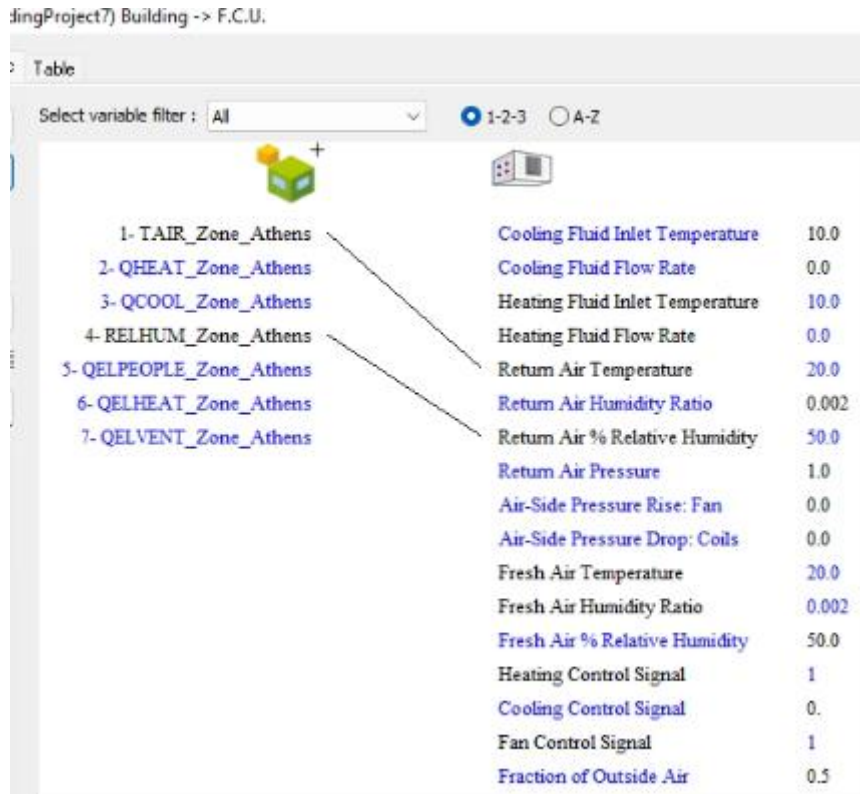 dingProject7) Building -> F.C.U.
Table
Select variable filter : All 1-2-3 A-Z
1- TAIR_Zone_Athens
2- QHEAT_Zone_Athens
3- QCOOL_Zone_Athens
4- RELHUM_Zone_Athens
5- QELPEOPLE_Zone_Athens
6- QELHEAT_Zone_Athens
7- QELVENT_Zone_Athens
Cooling Fluid Inlet Temperature 10.0
Cooling Fluid Flow Rate 0.0
Heating Fluid Inlet Temperature 10.0
Heating Fluid Flow Rate 0.0
Return Air Temperature 20.0
Return Air Humidity Ratio 0.002
Return Air % Relative Humidity 50.0
Return Air Pressure 1.0
Air-Side Pressure Rise: Fan 0.0
Air-Side Pressure Drop: Coils 0.0
Fresh Air Temperature 20.0
Fresh Air Humidity Ratio 0.002
Fresh Air % Relative Humidity 50.0
Heating Control Signal 1
Cooling Control Signal 0.
Fan Control Signal 1
Fraction of Outside Air 0.5